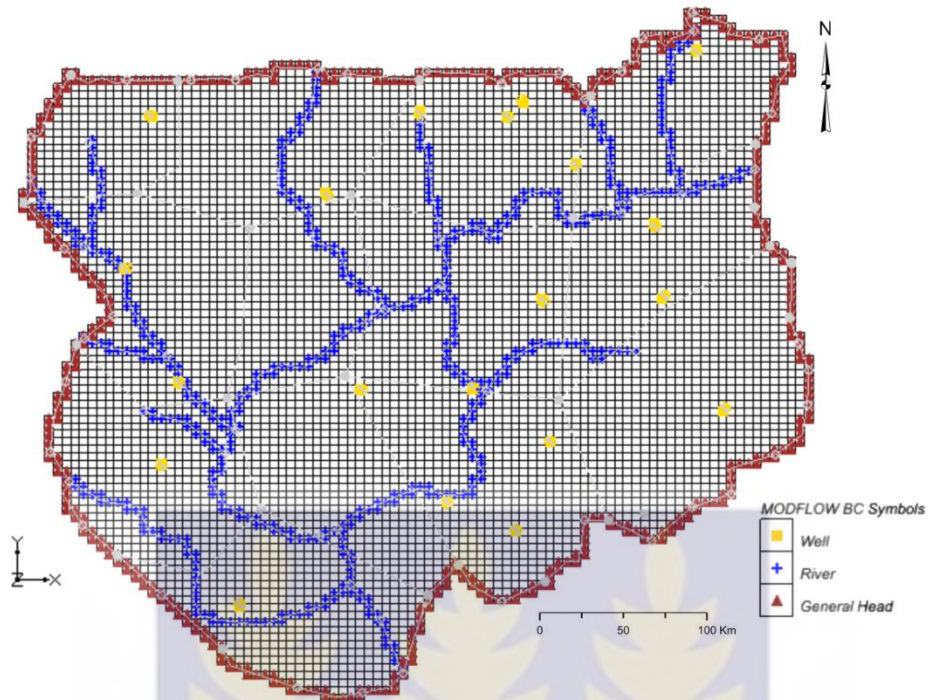 N
MODFLOW BC Symbols
Well
River
General Head
Y
Z X
0 50 100 Km